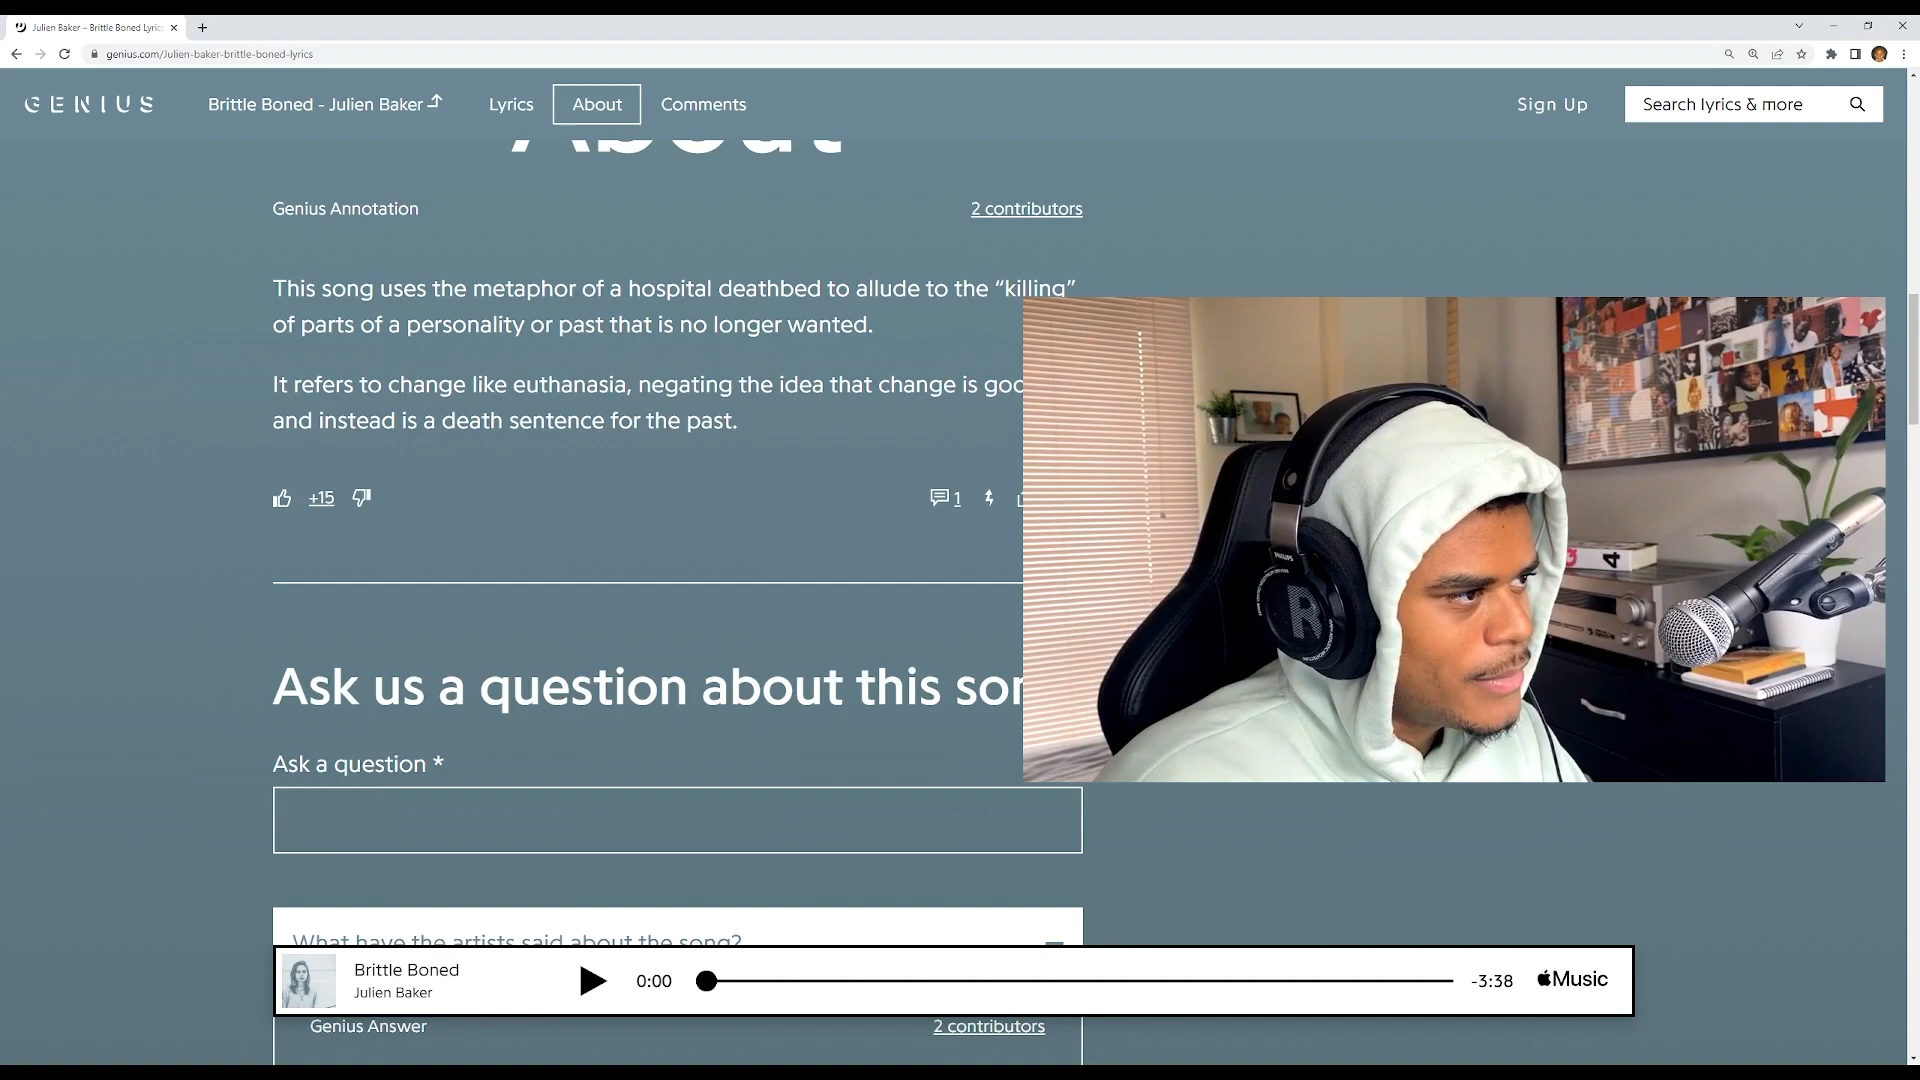 Julien Baker – Brittle Boned Lyric
genius.com/Julien-baker-brittle-boned-lyrics
GENIUS
Brittle Boned - Julien Baker
Lyrics
About
Comments
Sign Up
Search lyrics & more
About
Genius Annotation
2 contributors
This song uses the metaphor of a hospital deathbed to allude to the “killing”
of parts of a personality or past that is no longer wanted.
It refers to change like euthanasia, negating the idea that change is goo
and instead is a death sentence for the past.
+15
1
PHILIPS
R
4
Ask us a question about this son
Ask a question *
What have the artists said about the song?
Brittle Boned
Julien Baker
0:00
-3:38
Music
Genius Answer
2 contributors